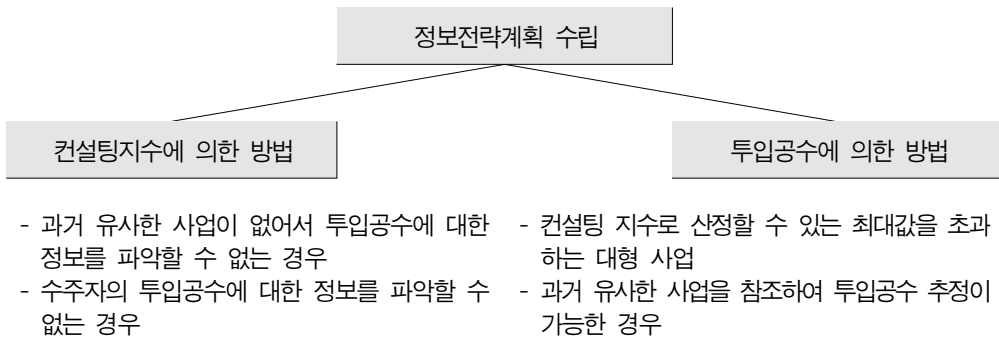 정보전략계획 수립
컨설팅지수에 의한 방법
투입공수에 의한 방법
- 과거 유사한 사업이 없어서 투입공수에 대한
정보를 파악할 수 없는 경우
- 수주자의 투입공수에 대한 정보를 파악할 수
없는 경우
- 컨설팅 지수로 산정할 수 있는 최대값을 초과
하는 대형 사업
- 과거 유사한 사업을 참조하여 투입공수 추정이
가능한 경우